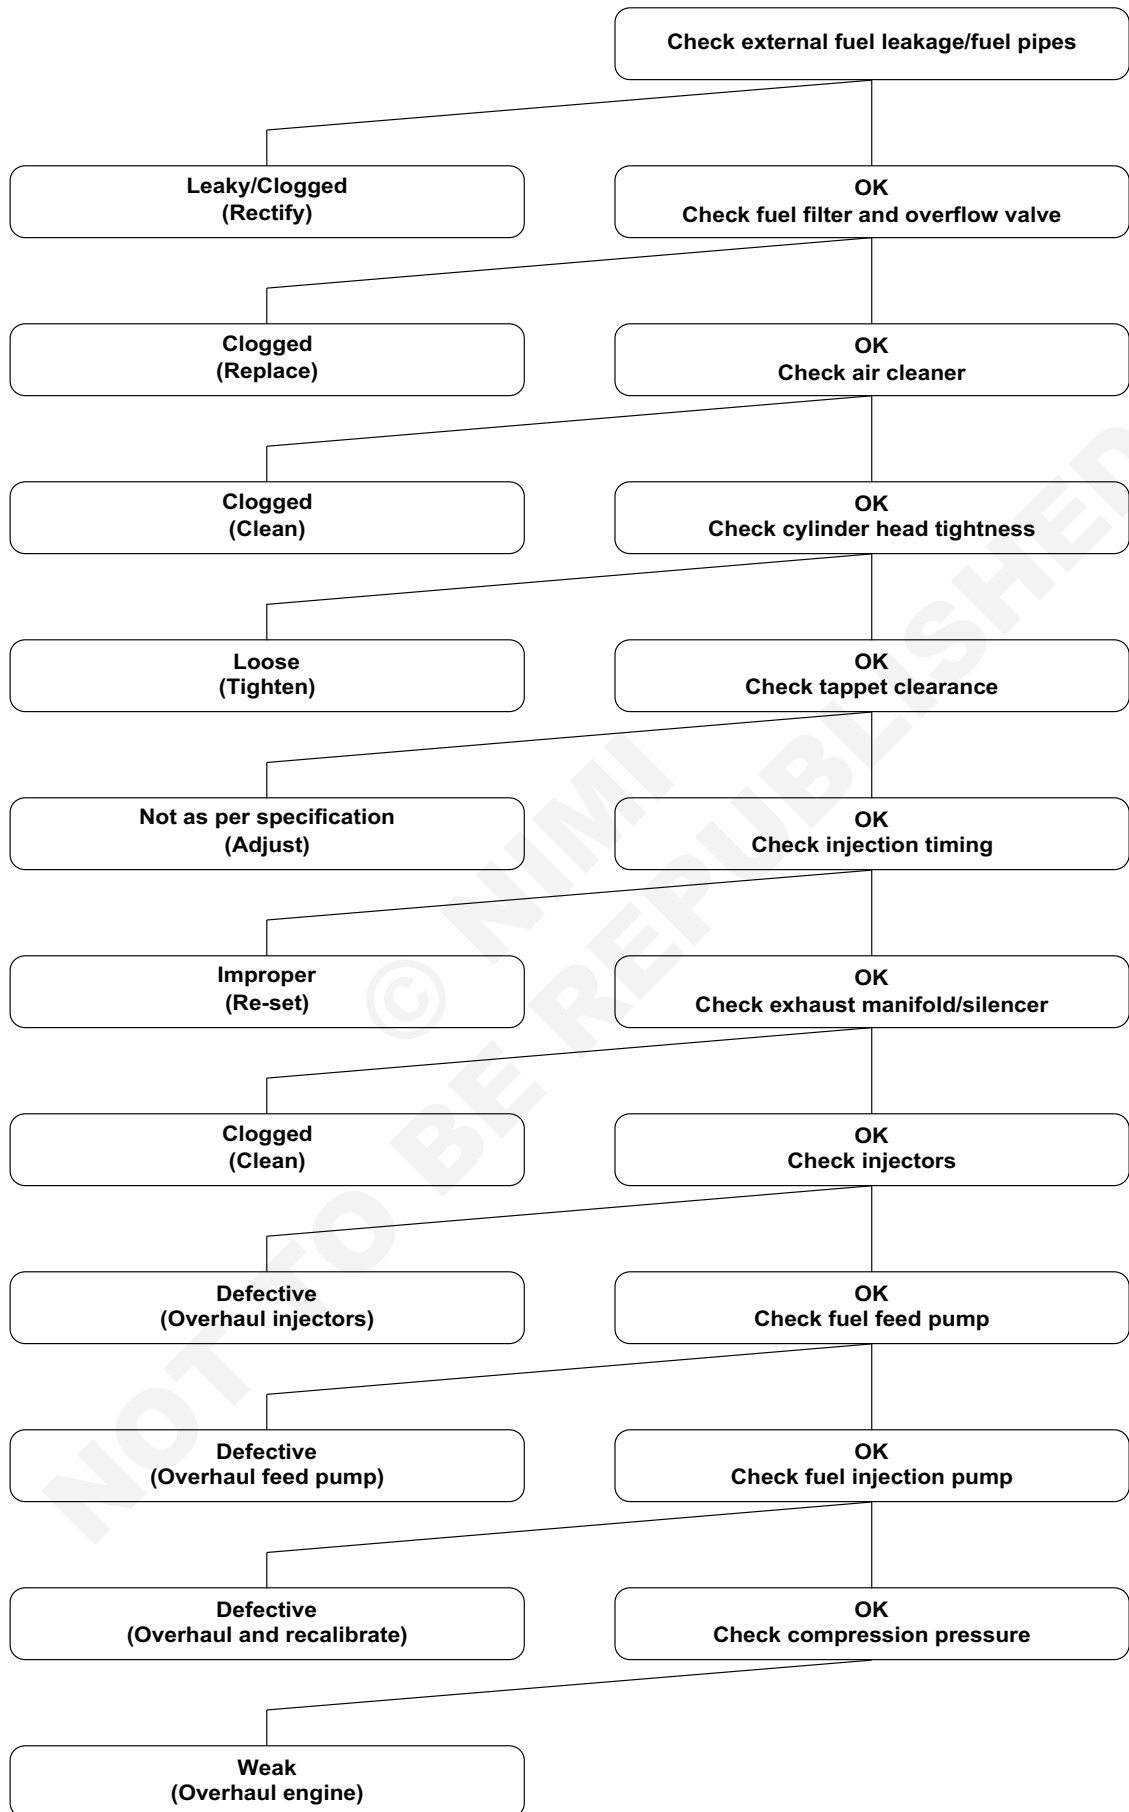 Check external fuel leakage/fuel pipes
Leaky/Clogged
(Rectify)
OK
Check fuel filter and overflow valve
Clogged
(Replace)
OK
Check air cleaner
Clogged
(Clean)
OK
Check cylinder head tightness
Loose
(Tighten)
OK
Check tappet clearance
Not as per specification
(Adjust)
OK
Check injection timing
Improper
(Re-set)
OK
Check exhaust manifold/silencer
Clogged
(Clean)
OK
Check injectors
Defective
(Overhaul injectors)
OK
Check fuel feed pump
Defective
(Overhaul feed pump)
OK
Check fuel injection pump
Defective
(Overhaul and recalibrate)
OK
Check compression pressure
Weak
(Overhaul engine)
© NIMI
NOT TO BE REPUBLISHED